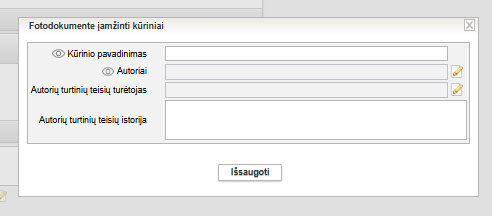 Fotodokumente įamžinti kūriniai
Kūrinio pavadinimas
Autoriai
Autorių turtinių teisių turėtojas
Autorių turtinių teisių istorija
Išsaugoti